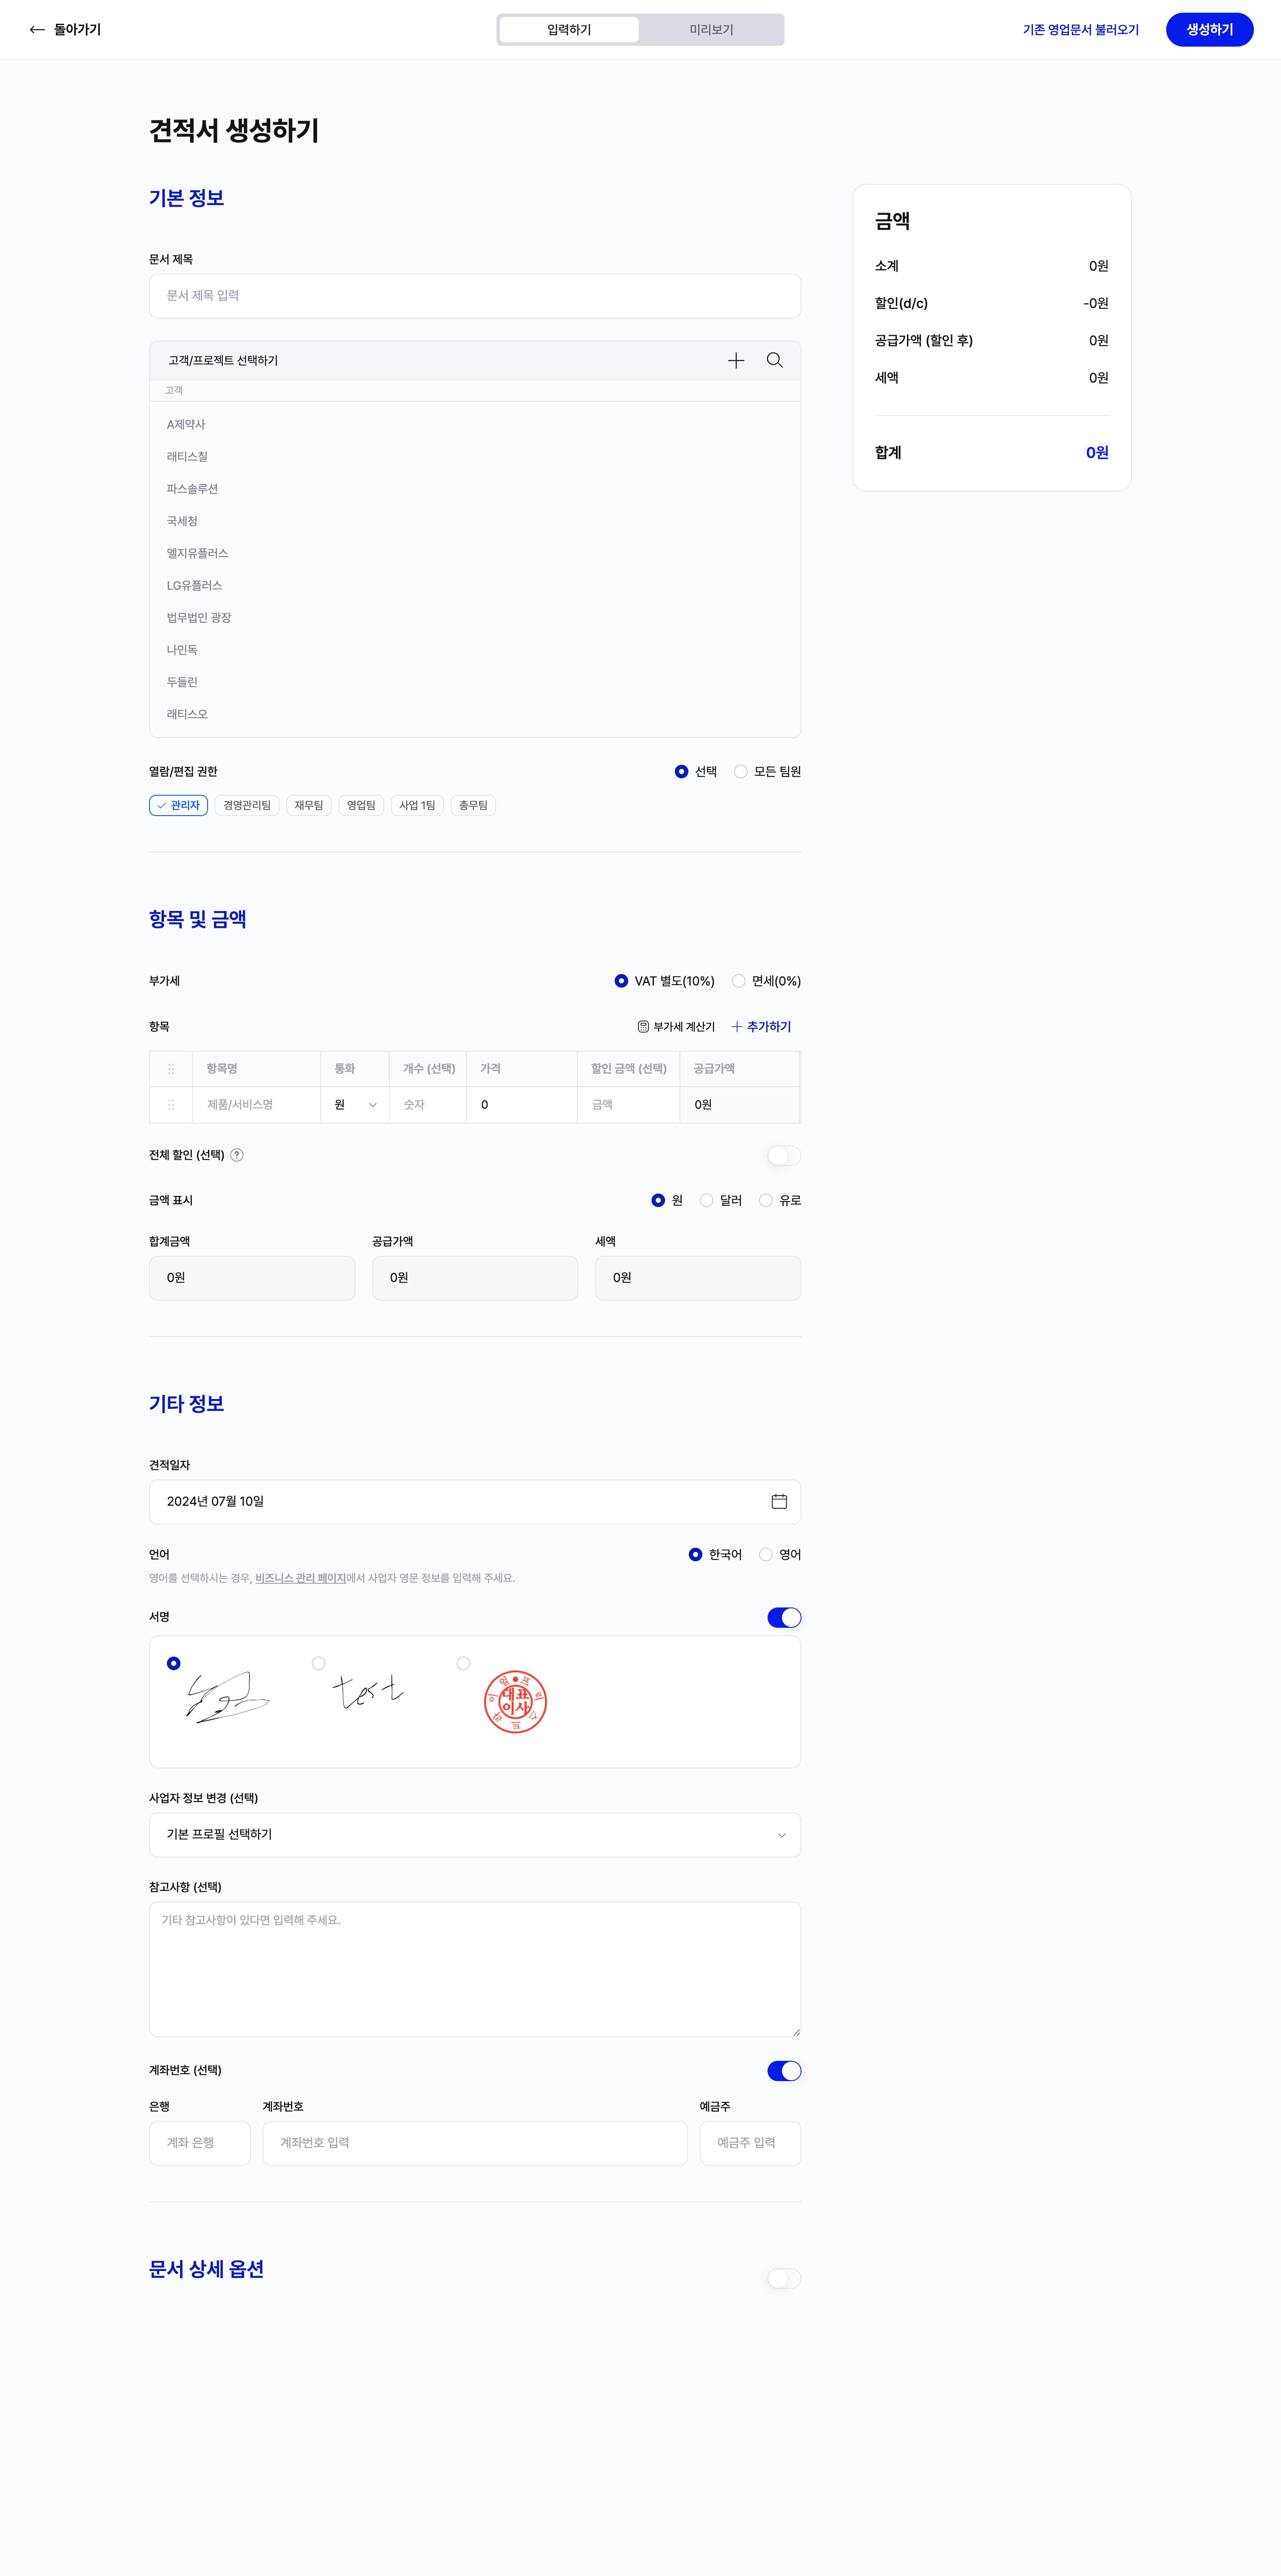 돌아가기
입력하기
미리보기
기존 영업문서 불러오기
생성하기
견적서 생성하기
기본 정보
문서 제목
문서 제목 입력
고객/프로젝트 선택하기
고객
A제약사
래티스칠
파스솔루션
국세청
엘지유플러스
LG유플러스
법무법인 광장
나인독
두들린
래티스오
열람/편집 권한
선택
모든 팀원
관리자
경영관리팀
재무팀
영업팀
사업 1팀
총무팀
금액
소계 0원
할인(d/c) -0원
공급가액 (할인 후) 0원
세액 0원
합계 0원
항목 및 금액
부가세
VAT 별도(10%)
면세(0%)
항목
부가세 계산기
추가하기
항목명 통화 개수 (선택) 가격 할인 금액 (선택) 공급가액
제품/서비스명 원 숫자 0 금액 0원
전체 할인 (선택) ?
금액 표시
원
달러
유로
합계금액 공급가액 세액
0원 0원 0원
기타 정보
견적일자
2024년 07월 10일
언어
한국어
영어
영어를 선택하시는 경우, 비즈니스 관리 페이지에서 사업자 영문 정보를 입력해 주세요.
서명
test
대표
이사
사업자 정보 변경 (선택)
기본 프로필 선택하기
참고사항 (선택)
기타 참고사항이 있다면 입력해 주세요.
계좌번호 (선택)
은행 계좌번호 예금주
계좌 은행 계좌번호 입력 예금주 입력
문서 상세 옵션